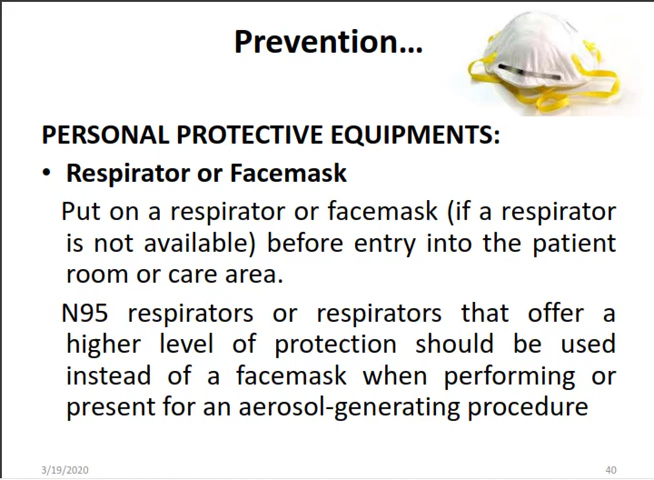 Prevention...
PERSONAL PROTECTIVE EQUIPMENTS:
• Respirator or Facemask
Put on a respirator or facemask (if a respirator
is not available) before entry into the patient
room or care area.
N95 respirators or respirators that offer a
higher level of protection should be used
instead of a facemask when performing or
present for an aerosol-generating procedure
3/19/2020
40